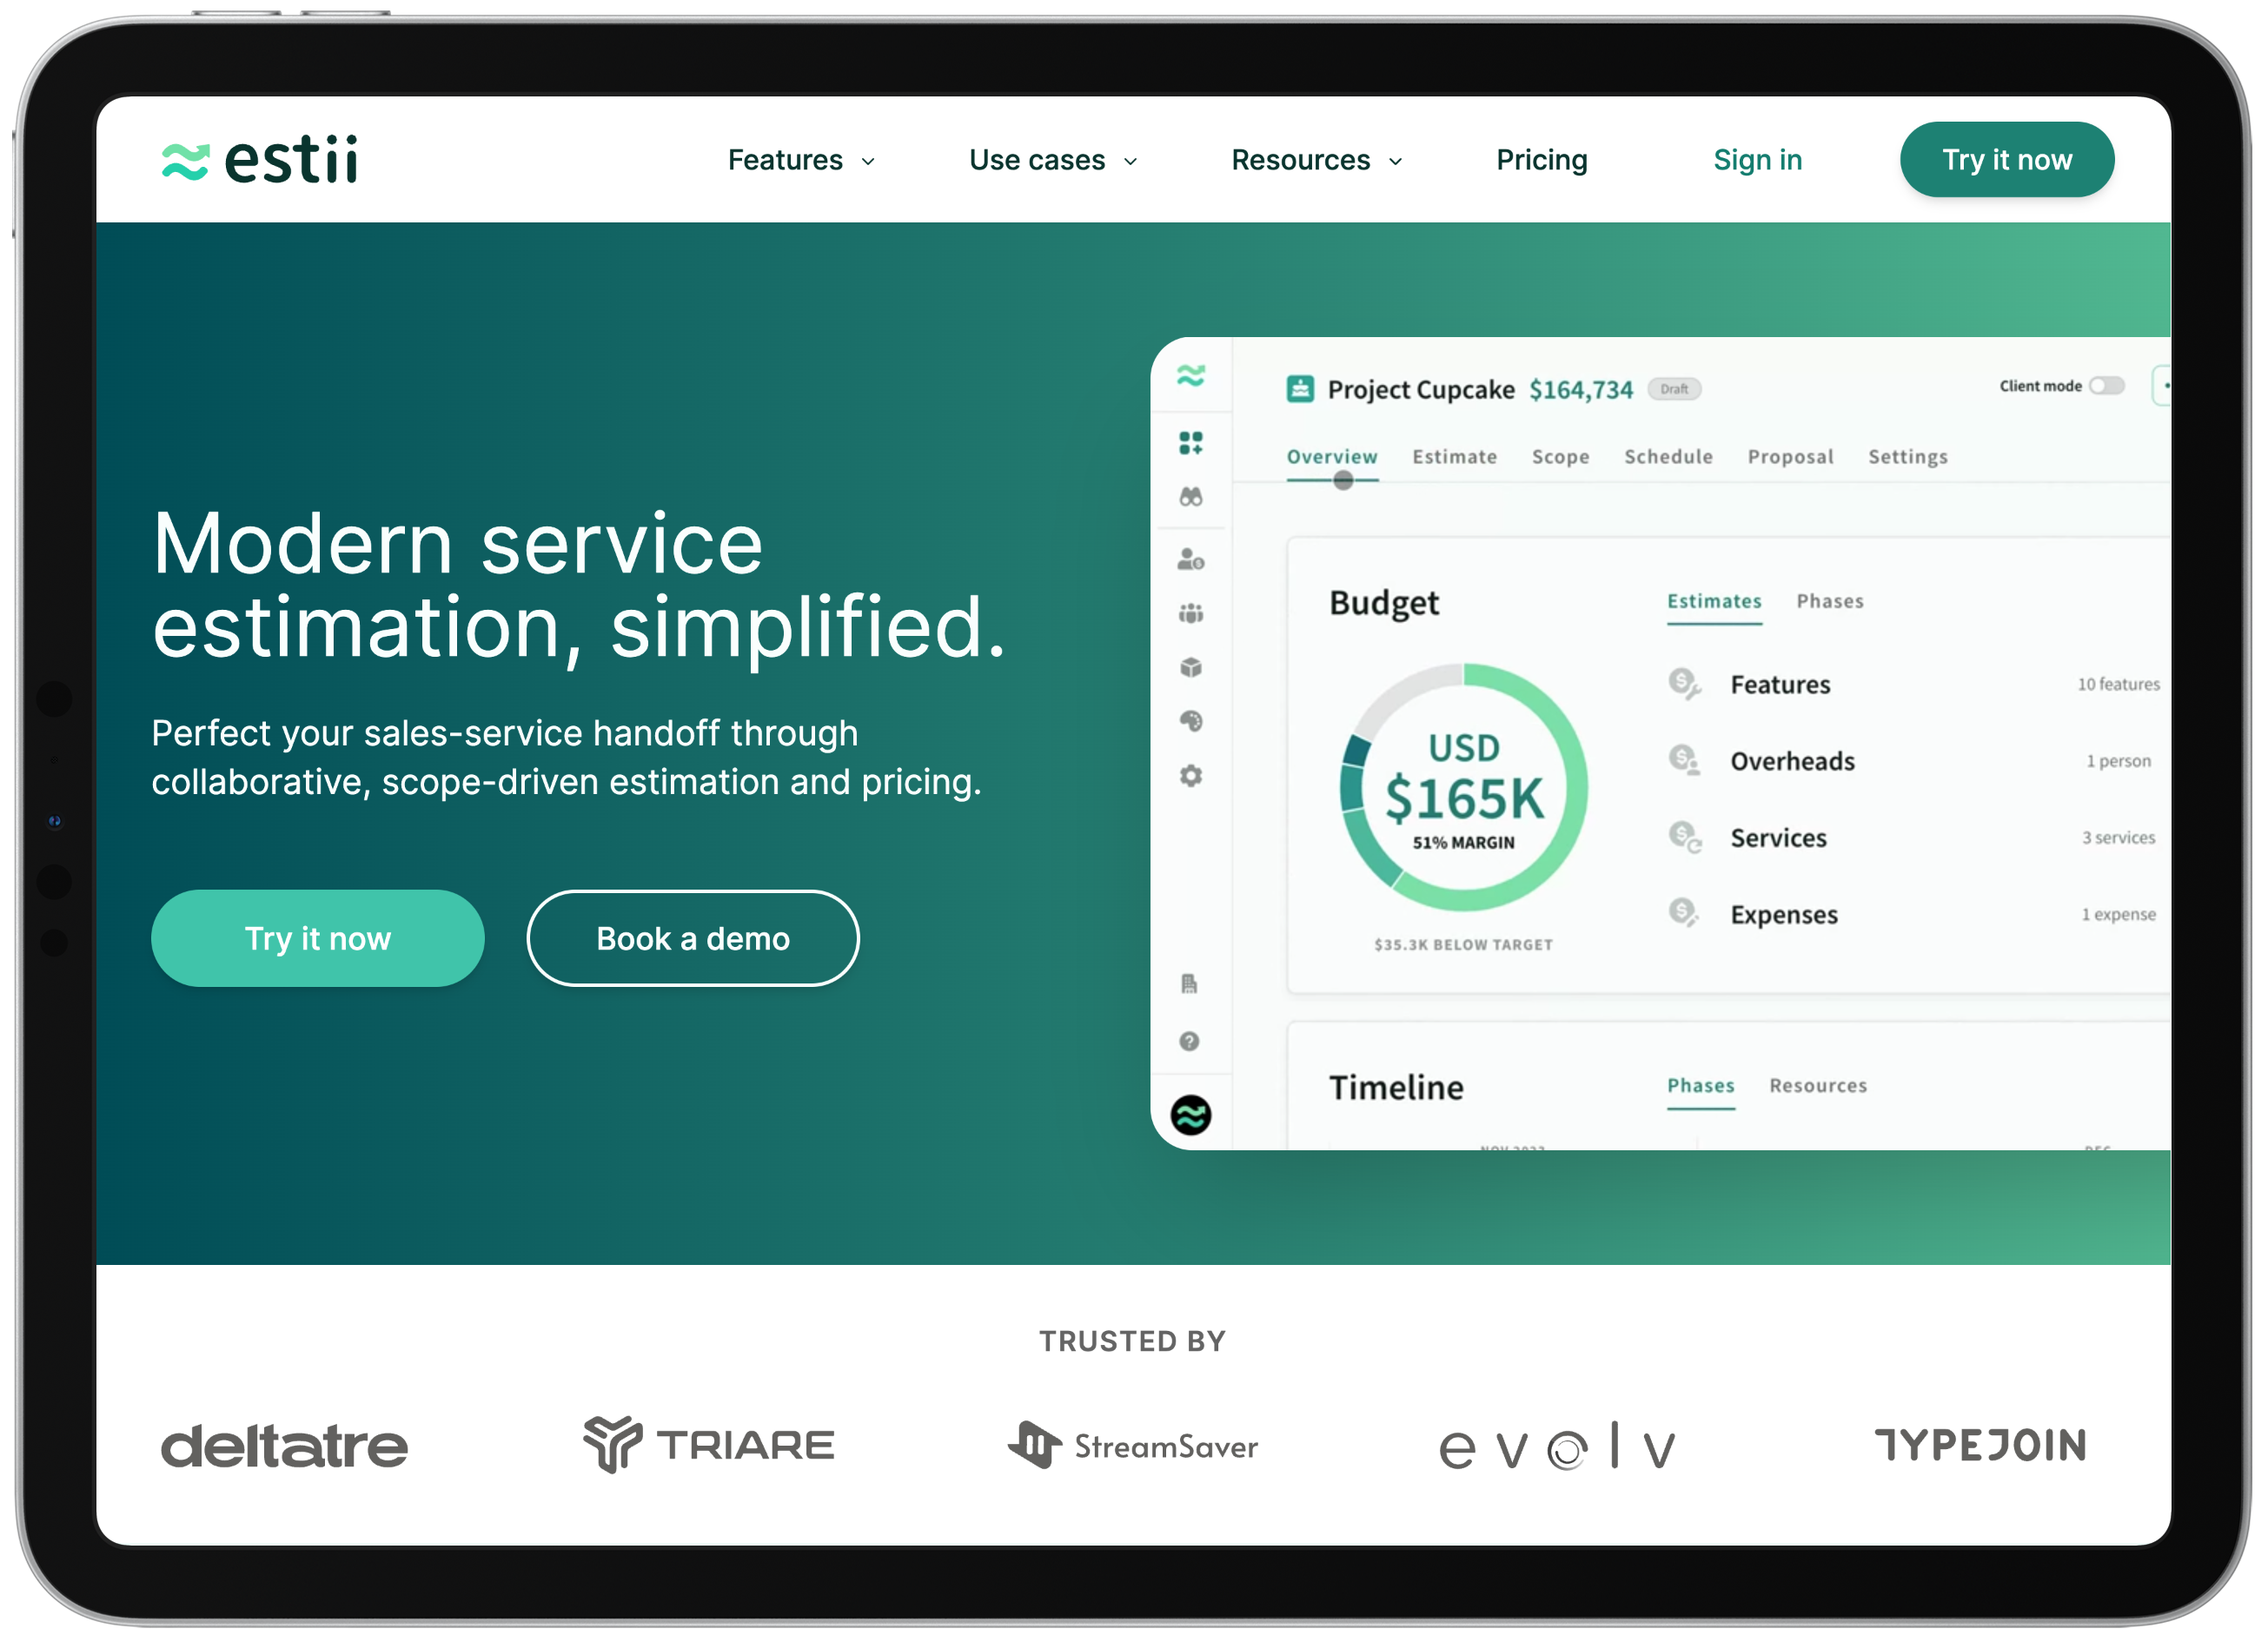 estii
Features
Use cases
Resources
Pricing
Sign in
Try it now
Modern service
estimation, simplified.
Perfect your sales-service handoff through
collaborative, scope-driven estimation and pricing.
Try it now
Book a demo
Project Cupcake $164,734 Draft
Client mode
Overview Estimate Scope Schedule Proposal Settings
Budget
Estimates Phases
USD
$165K
51% MARGIN
$35.3K BELOW TARGET
Features 10 features
Overheads 1 person
Services 3 services
Expenses 1 expense
Timeline
Phases Resources
TRUSTED BY
deltatre
TRIARE
StreamSaver
evolv
TYPEJOIN